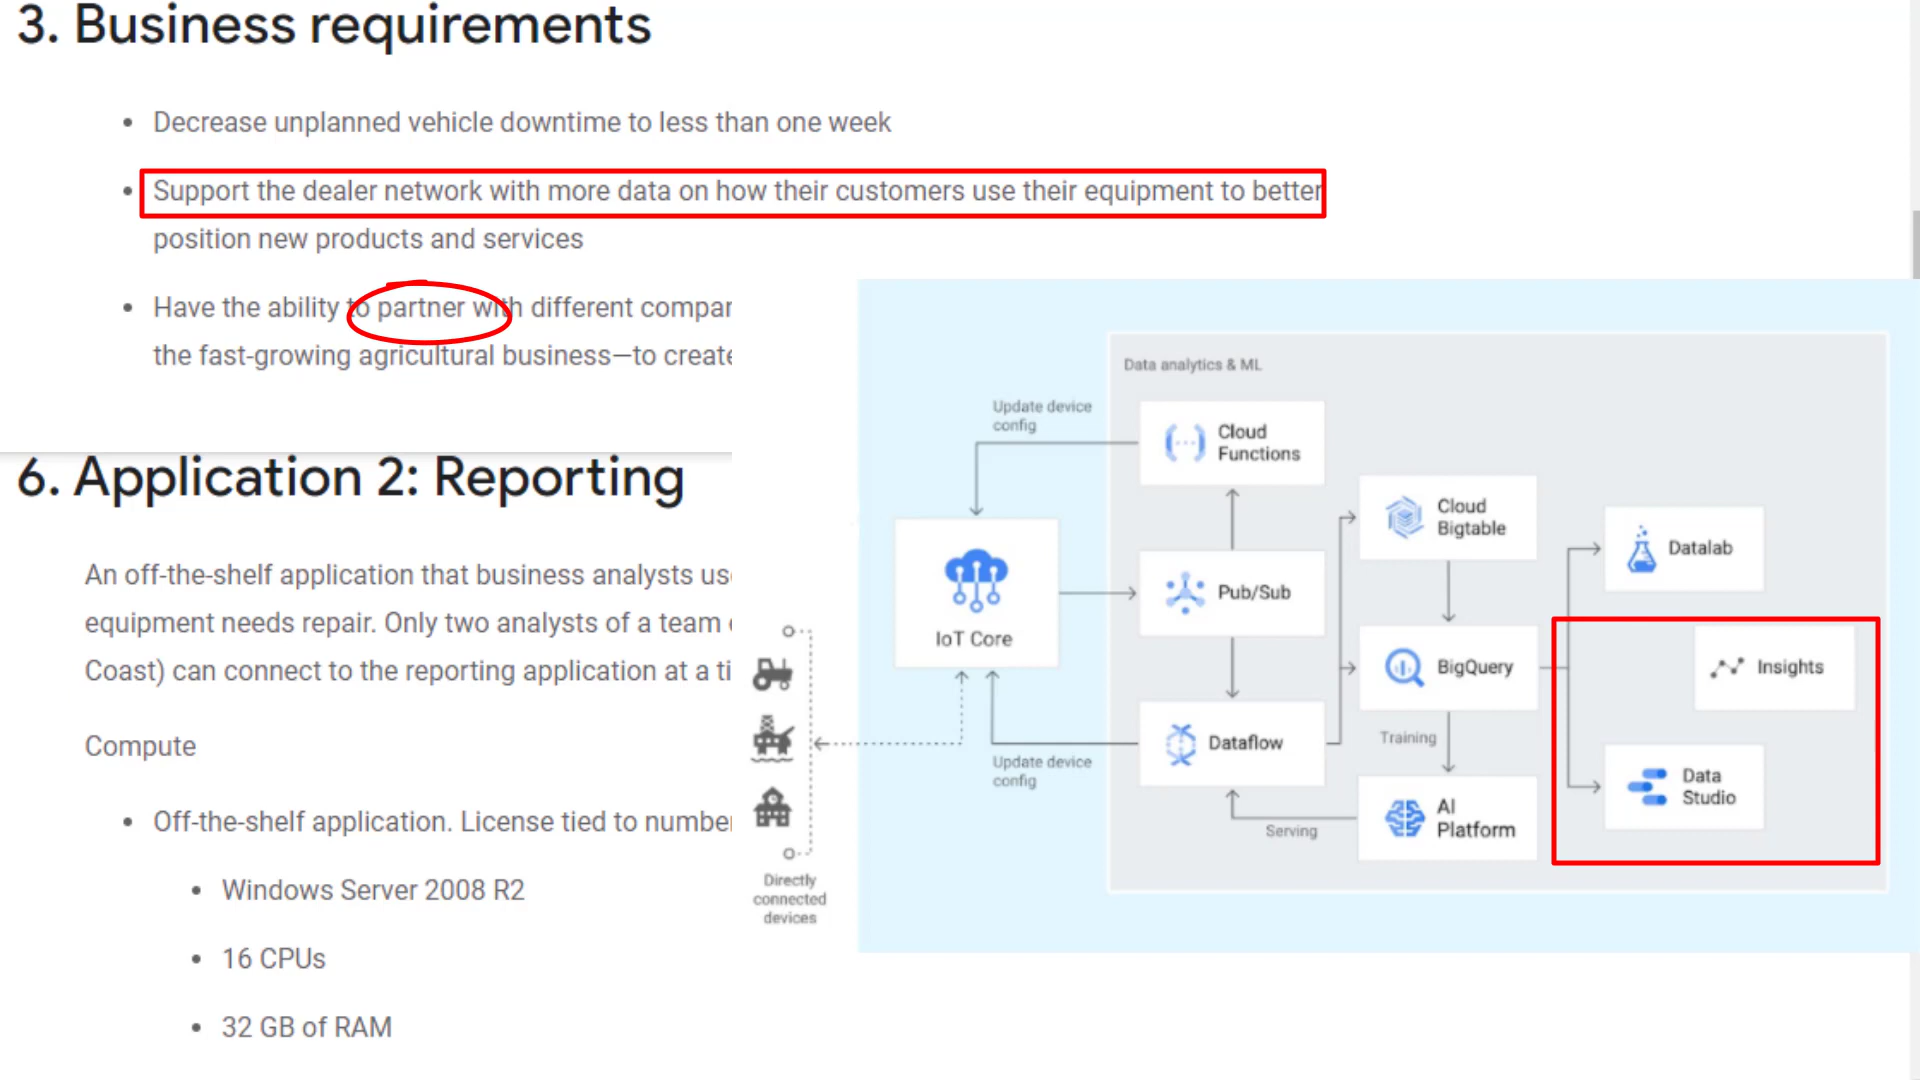 3. Business requirements
• Decrease unplanned vehicle downtime to less than one week
• Support the dealer network with more data on how their customers use their equipment to better
position new products and services
• Have the ability to partner with different compan
the fast-growing agricultural business—to create
6. Application 2: Reporting
An off-the-shelf application that business analysts use
equipment needs repair. Only two analysts of a team
Coast) can connect to the reporting application at a ti
Compute
• Off-the-shelf application. License tied to number
• Windows Server 2008 R2
• 16 CPUs
• 32 GB of RAM
Data analytics & ML
Update device
config
Cloud
Functions
Cloud
Bigtable
Datalab
IoT Core
Pub/Sub
BigQuery
Insights
Training
Dataflow
Update device
config
Data
Studio
AI
Platform
Serving
Directly
connected
devices